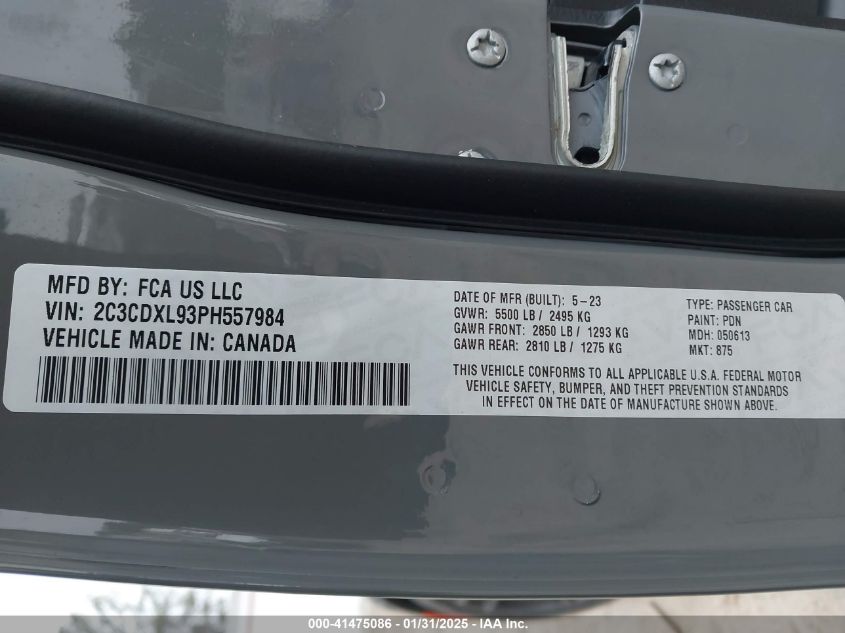 MFD BY: FCA US LLC
VIN: 2C3CDXL93PH557984
VEHICLE MADE IN: CANADA
DATE OF MFR (BUILT): 5-23
GVWR: 5500 LB / 2495 KG
GAWR FRONT: 2850 LB / 1293 KG
GAWR REAR: 2810 LB / 1275 KG
TYPE: PASSENGER CAR
PAINT: PDN
MDH: 050613
MKT: 875
THIS VEHICLE CONFORMS TO ALL APPLICABLE U.S.A. FEDERAL MOTOR
VEHICLE SAFETY, BUMPER, AND THEFT PREVENTION STANDARDS
IN EFFECT ON THE DATE OF MANUFACTURE SHOWN ABOVE.
000-41475086 - 01/31/2025 - IAA Inc.